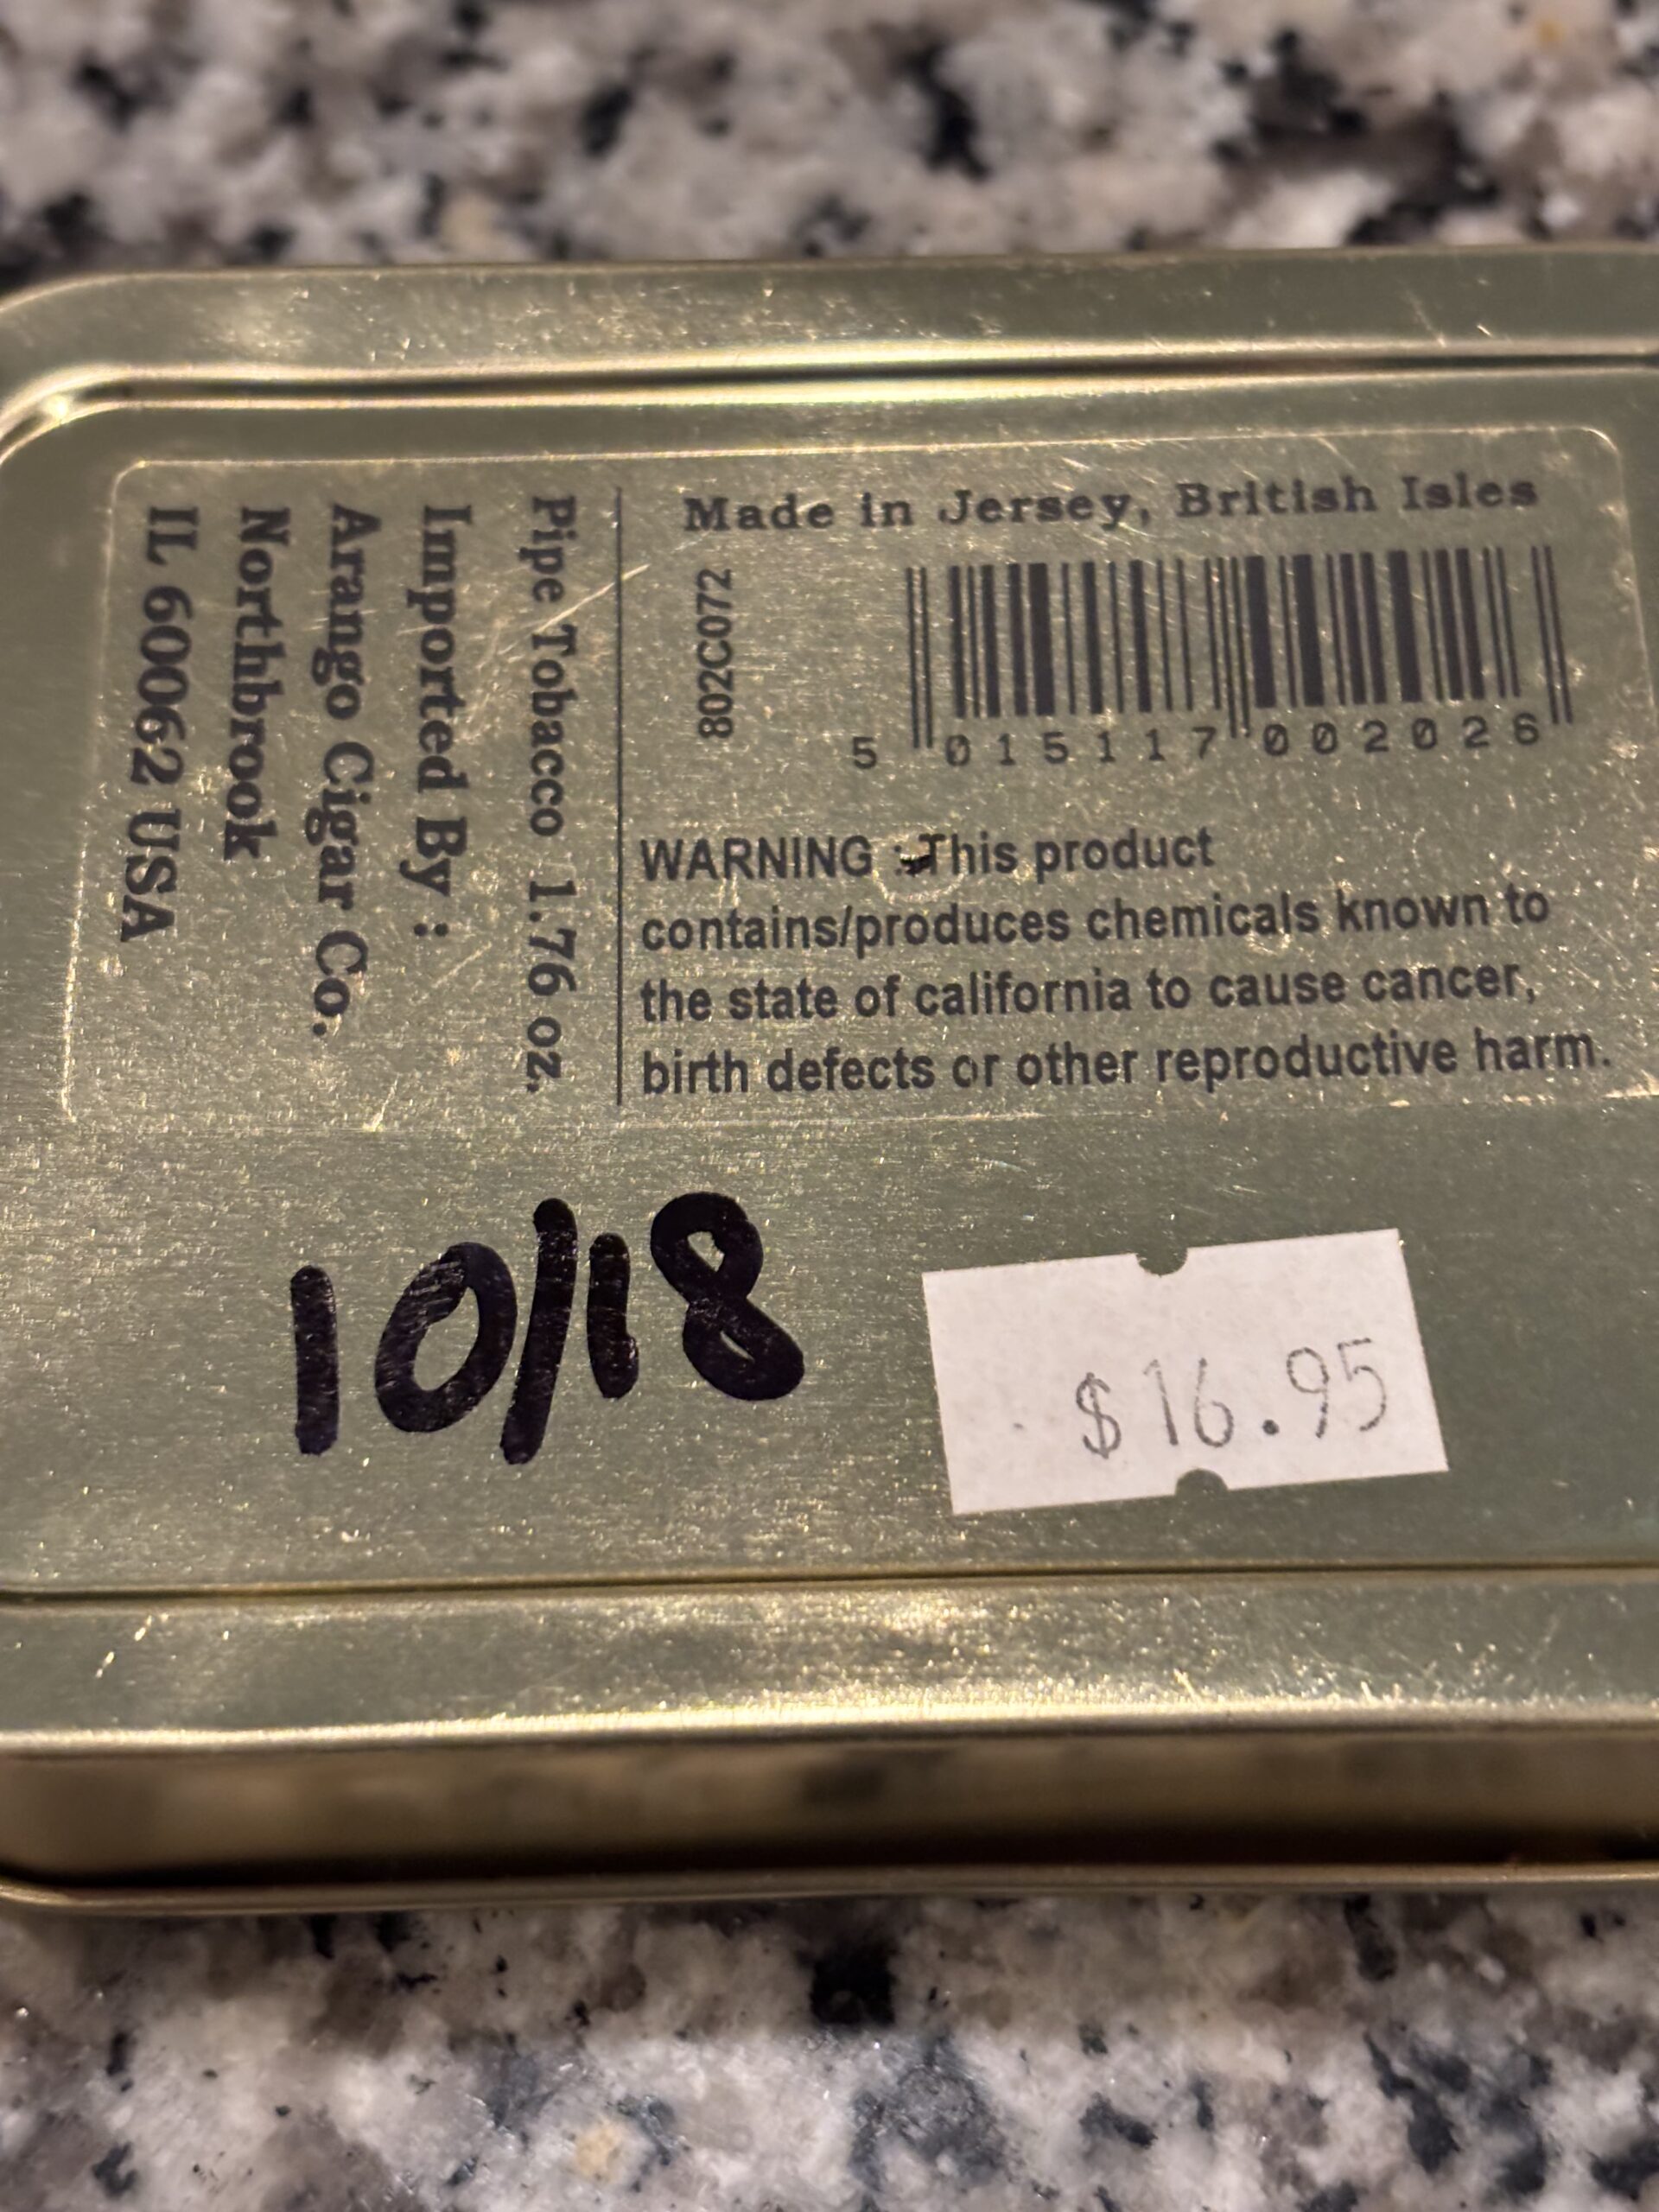 Made in Jersey, British Isles
802C072
5 015117 002026
WARNING : This product
contains/produces chemicals known to
the state of california to cause cancer,
birth defects or other reproductive harm.
Pipe Tobacco 1.76 oz.
Imported By :
Arango Cigar Co.
Northbrook
IL 60062 USA
10/18
$16.95